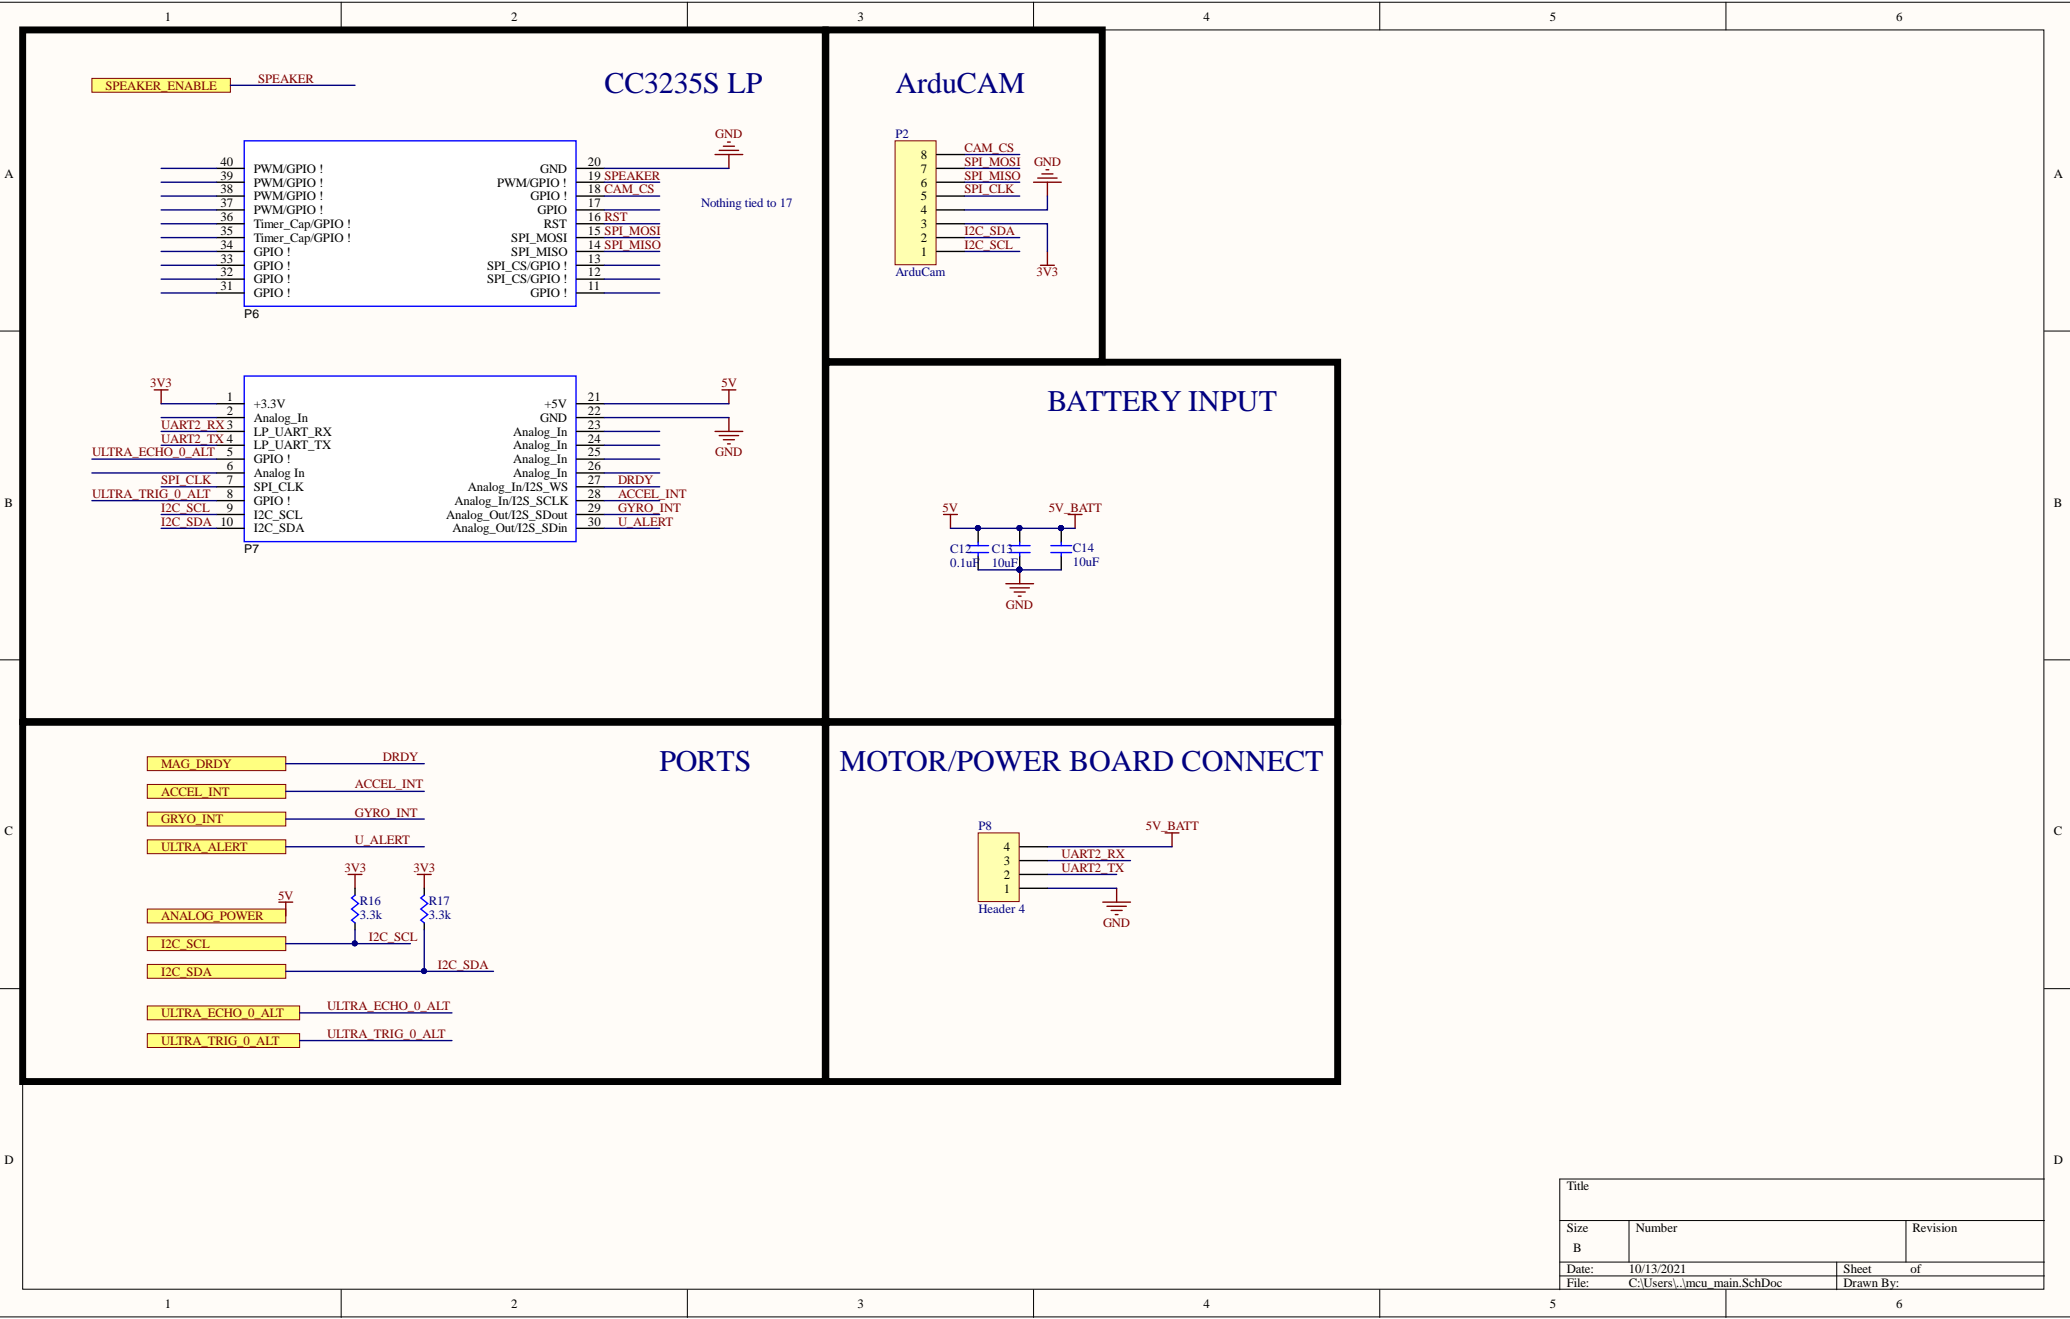 1 2 3 4 5 6
A A
B B
C C
D D
CC3235S LP
SPEAKER_ENABLE SPEAKER
GND
40 PWM/GPIO ! GND 20
39 PWM/GPIO ! PWM/GPIO ! 19 SPEAKER
38 PWM/GPIO ! GPIO ! 18 CAM_CS
37 PWM/GPIO ! GPIO 17
Nothing tied to 17
36 Timer_Cap/GPIO ! RST 16 RST
35 Timer_Cap/GPIO ! SPI_MOSI 15 SPI_MOSI
34 GPIO ! SPI_MISO 14 SPI_MISO
33 GPIO ! SPI_CS/GPIO ! 13
32 GPIO ! SPI_CS/GPIO ! 12
31 GPIO ! GPIO ! 11
P6
3V3 5V
1 +3.3V +5V 21
2 Analog_In GND 22
UART2_RX 3 LP_UART_RX Analog_In 23
UART2_TX 4 LP_UART_TX Analog_In 24
ULTRA_ECHO_0_ALT 5 GPIO ! Analog_In 25
6 Analog In Analog_In 26
SPI_CLK 7 SPI_CLK Analog_In/I2S_WS 27 DRDY
ULTRA_TRIG_0_ALT 8 GPIO ! Analog_In/I2S_SCLK 28 ACCEL_INT
I2C_SCL 9 I2C_SCL Analog_Out/I2S_SDout 29 GYRO_INT
I2C_SDA 10 I2C_SDA Analog_Out/I2S_SDin 30 U_ALERT
GND
P7
ArduCAM
P2
8 CAM_CS
7 SPI_MOSI GND
6 SPI_MISO
5 SPI_CLK
4
3
2 I2C_SDA
1 I2C_SCL
ArduCam 3V3
BATTERY INPUT
5V 5V_BATT
C12 C13 C14
0.1uF 10uF 10uF
GND
PORTS
MAG_DRDY DRDY
ACCEL_INT ACCEL_INT
GRYO_INT GYRO_INT
ULTRA_ALERT U_ALERT
3V3 3V3
5V R16 R17
ANALOG_POWER 3.3k 3.3k
I2C_SCL I2C_SCL
I2C_SDA I2C_SDA
ULTRA_ECHO_0_ALT ULTRA_ECHO_0_ALT
ULTRA_TRIG_0_ALT ULTRA_TRIG_0_ALT
MOTOR/POWER BOARD CONNECT
P8 5V_BATT
4
3 UART2_RX
2 UART2_TX
1
Header 4 GND
Title
Size Number Revision
B
Date: 10/13/2021 Sheet of
File: C:\Users\..\mcu_main.SchDoc Drawn By:
1 2 3 4 5 6